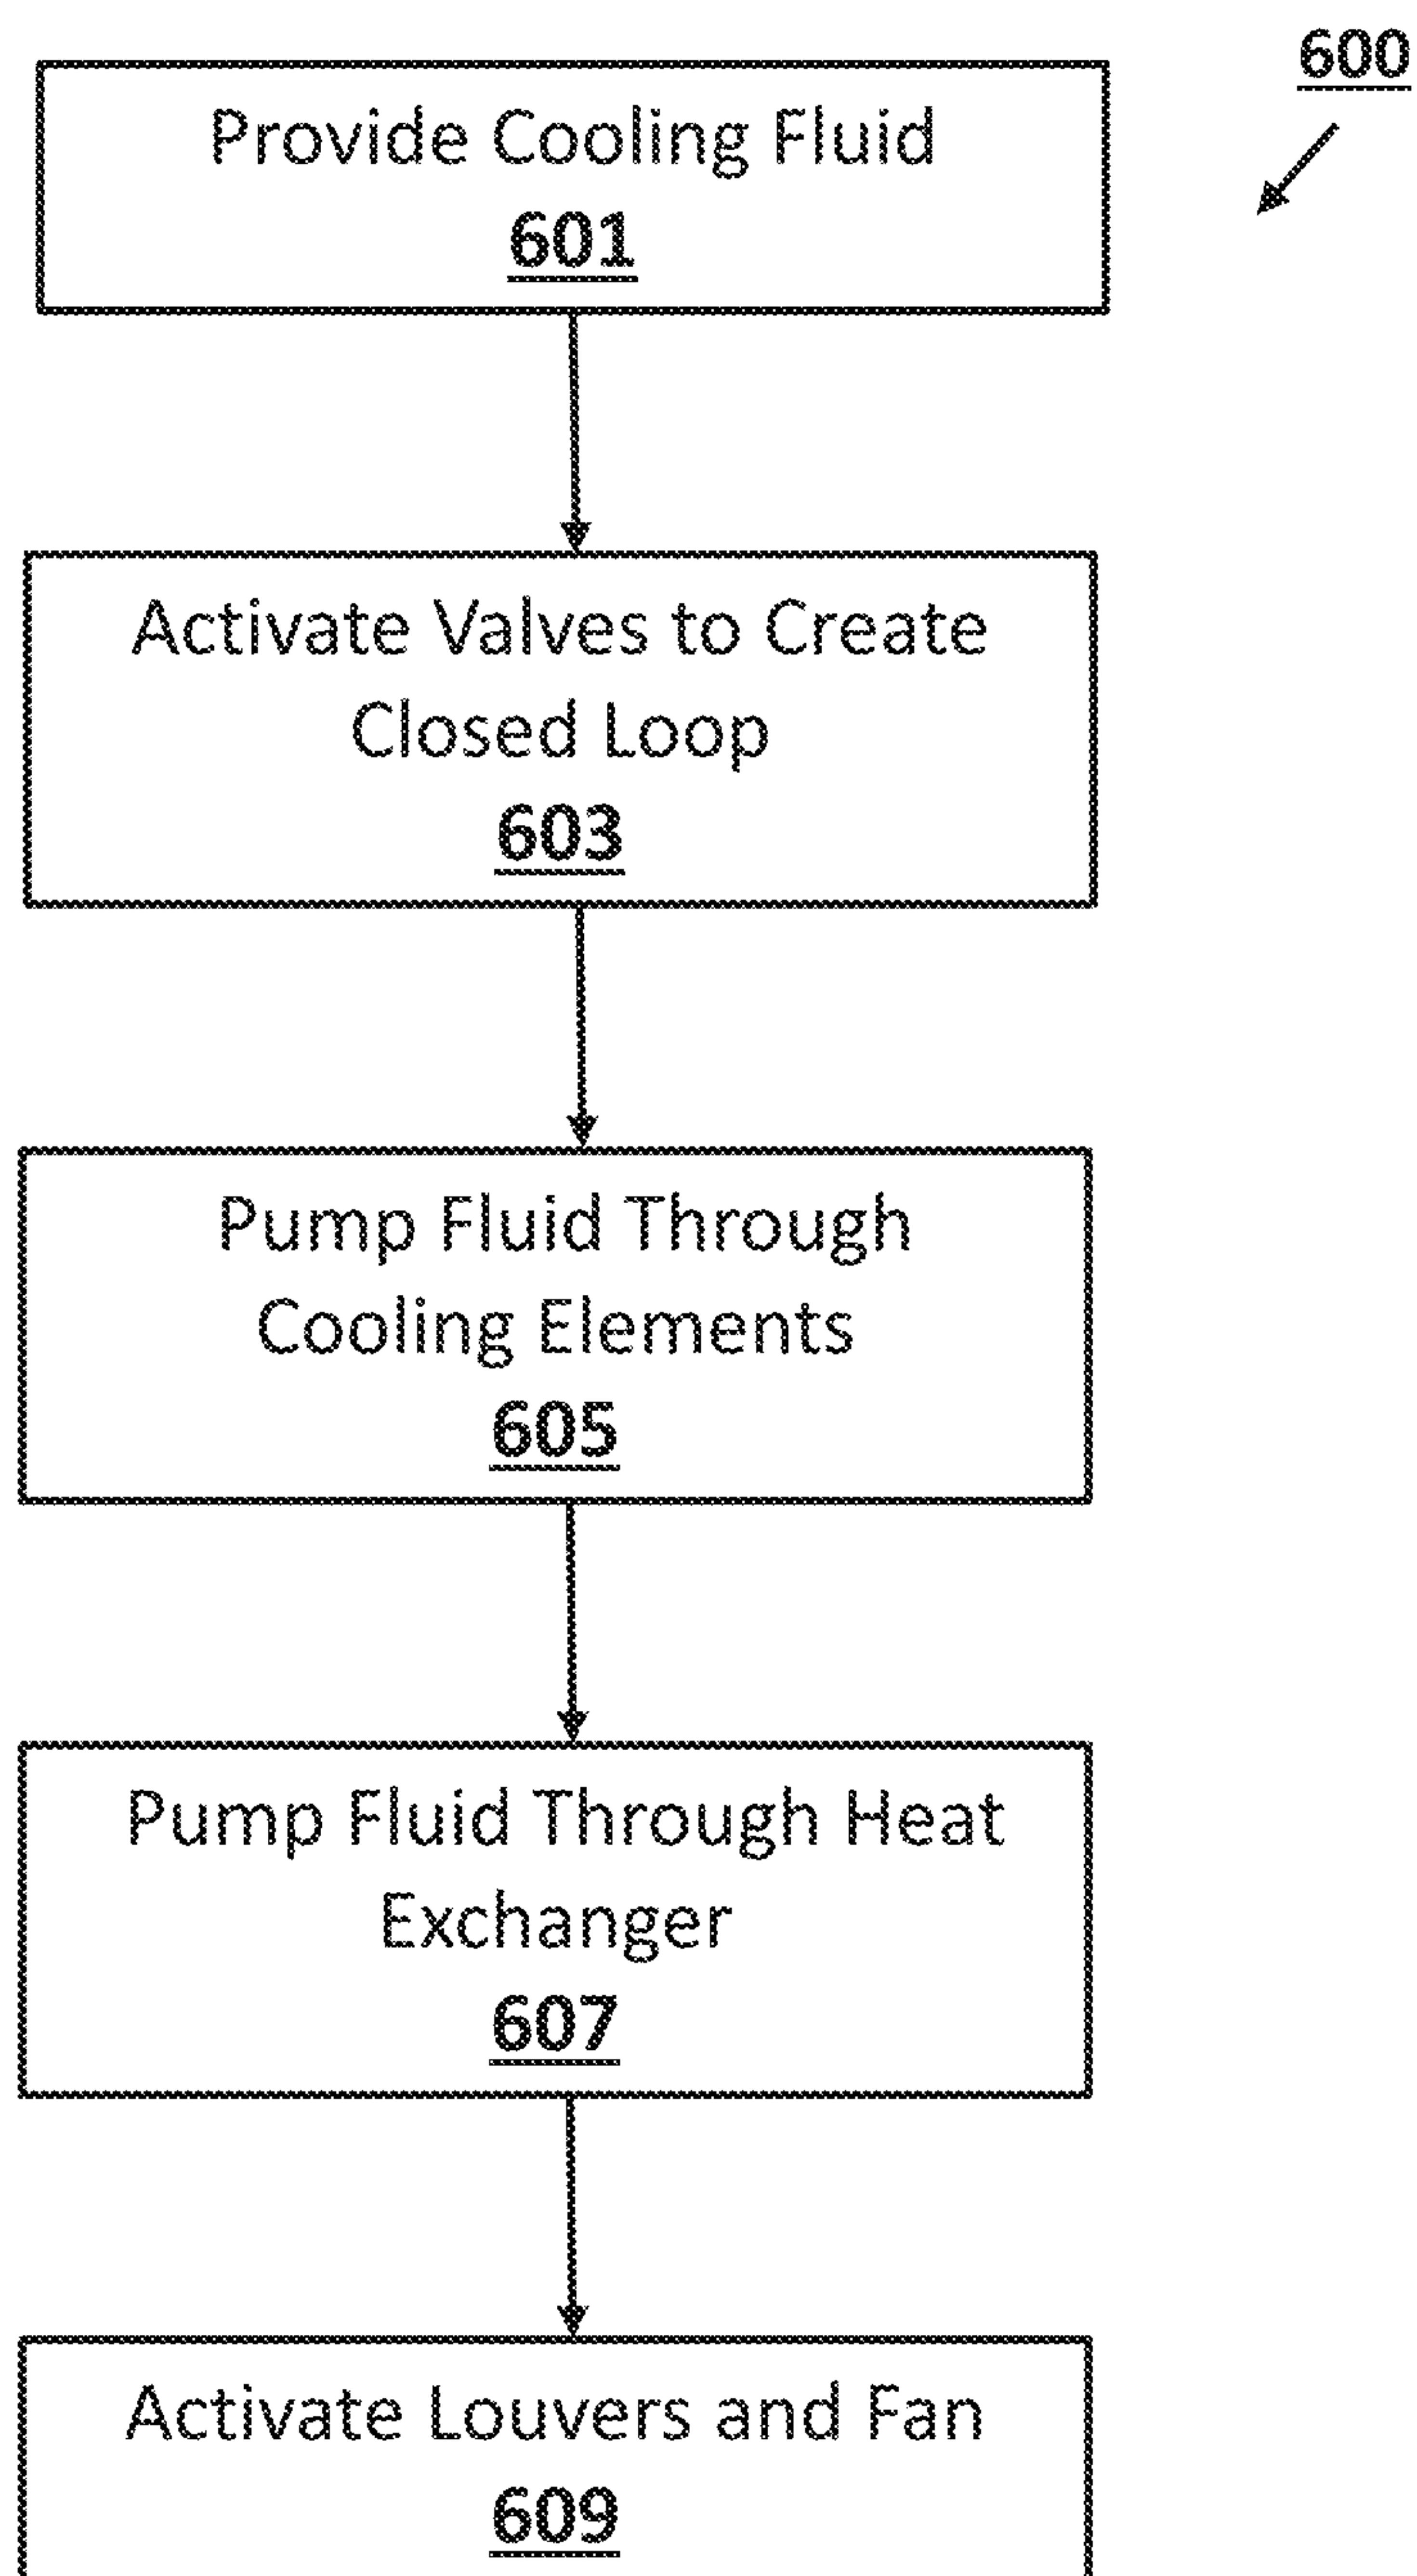 600
Provide Cooling Fluid
601
Activate Valves to Create
Closed Loop
603
Pump Fluid Through
Cooling Elements
605
Pump Fluid Through Heat
Exchanger
607
Activate Louvers and Fan
609